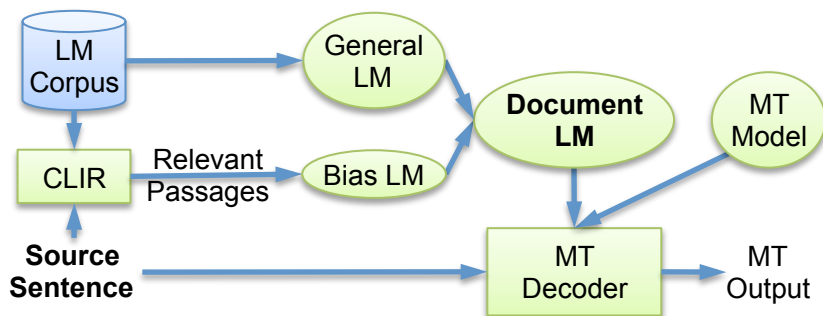 LM
Corpus
General
LM
Document
LM
MT
Model
CLIR
Relevant
Passages
Bias LM
Source
Sentence
MT
Decoder
MT
Output